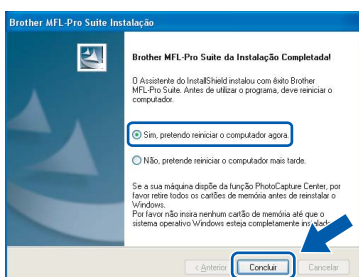 Brother MFL-Pro Suite Instalação
Brother MFL-Pro Suite da Instalação Completada!
O Assistente do InstallShield instalou com êxito Brother
MFL-Pro Suite. Antes de utilizar o programa, deve reiniciar o
computador.
Sim, pretendo reiniciar o computador agora.
Não, pretende reiniciar o computador mais tarde.
Se a sua máquina dispõe da função PhotoCapture Center, por
favor retire todos os cartões de memória antes de reinstalar o
Windows.
Por favor não insira nenhum cartão de memória até que o
sistema operativo Windows esteja completamente instalado.
< Anterior Concluir Cancelar